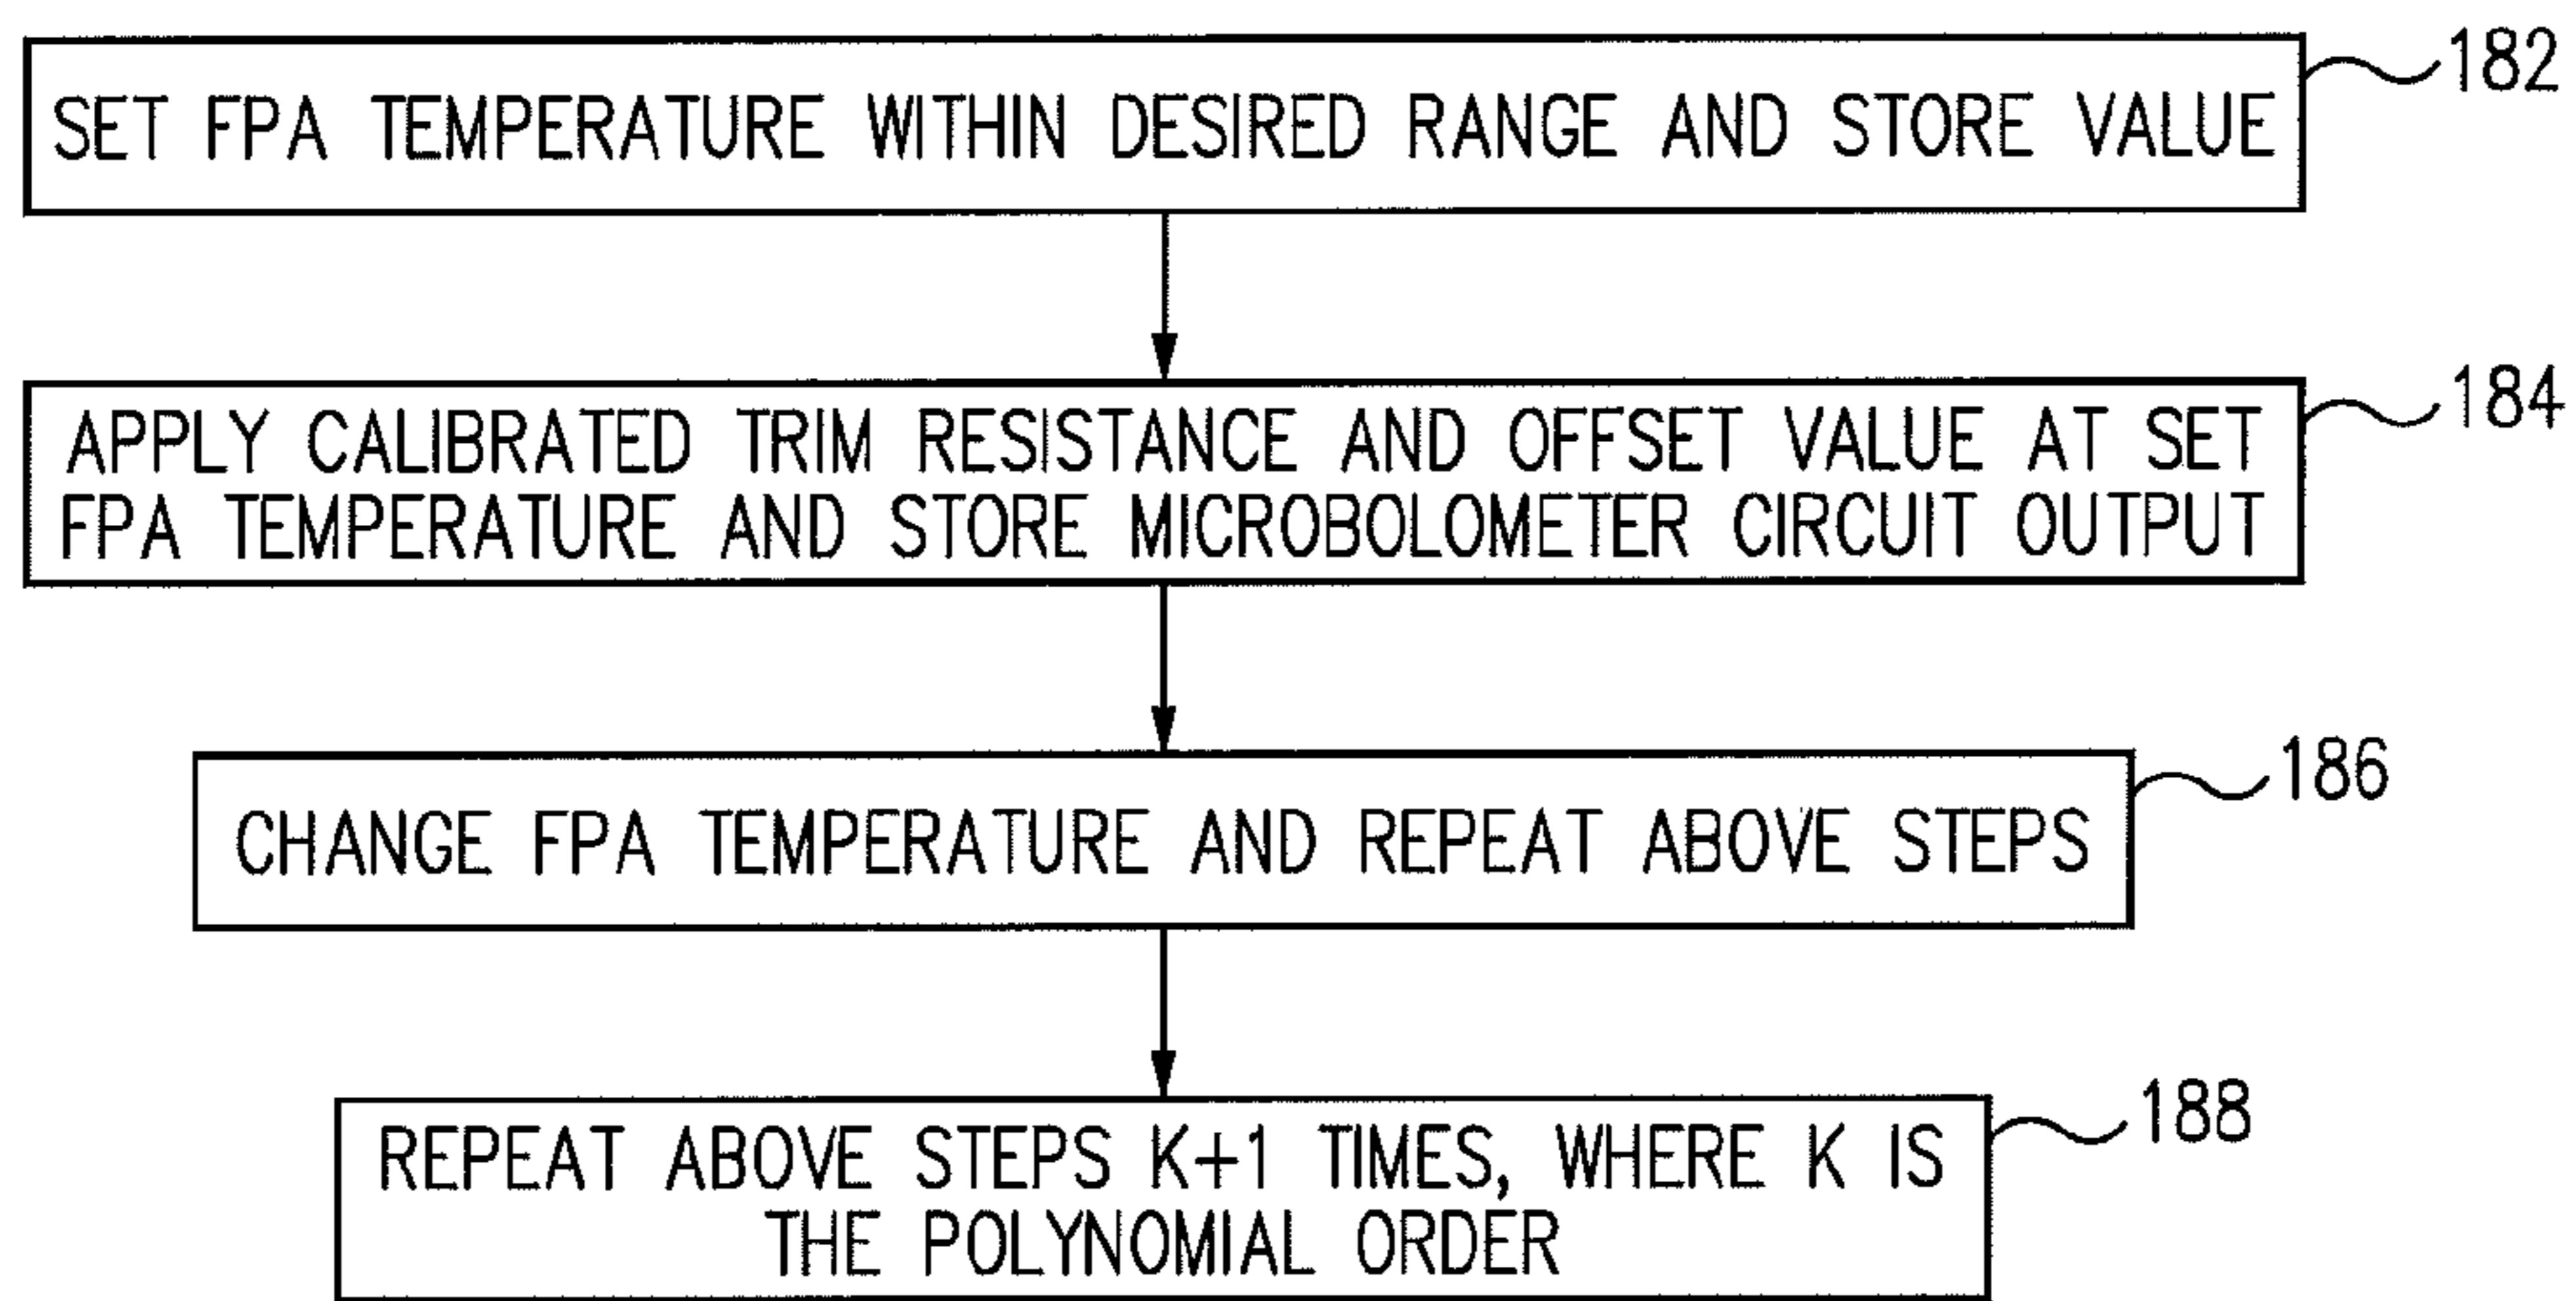 SET FPA TEMPERATURE WITHIN DESIRED RANGE AND STORE VALUE
182
APPLY CALIBRATED TRIM RESISTANCE AND OFFSET VALUE AT SET
FPA TEMPERATURE AND STORE MICROBOLOMETER CIRCUIT OUTPUT
184
CHANGE FPA TEMPERATURE AND REPEAT ABOVE STEPS
186
REPEAT ABOVE STEPS K+1 TIMES, WHERE K IS
THE POLYNOMIAL ORDER
188